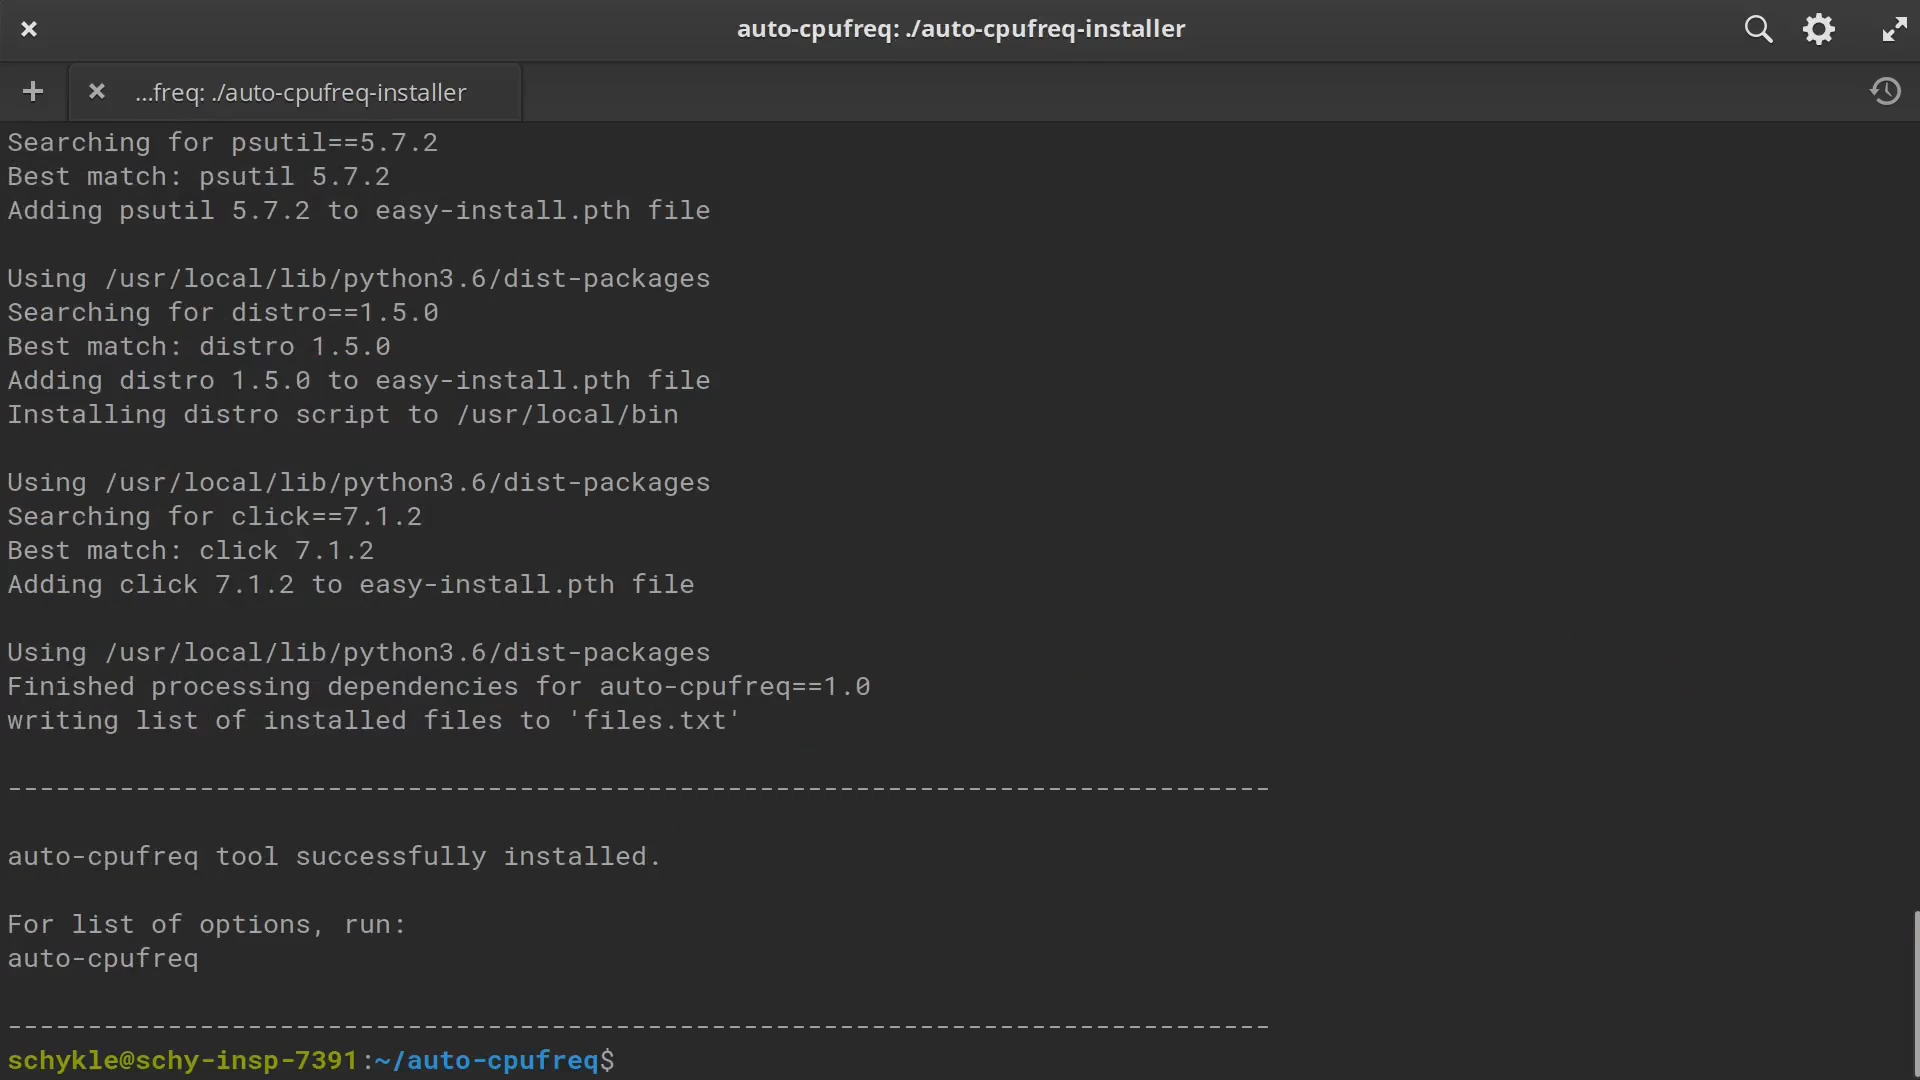 auto-cpufreq: ./auto-cpufreq-installer
...freq: ./auto-cpufreq-installer
Searching for psutil==5.7.2
Best match: psutil 5.7.2
Adding psutil 5.7.2 to easy-install.pth file
Using /usr/local/lib/python3.6/dist-packages
Searching for distro==1.5.0
Best match: distro 1.5.0
Adding distro 1.5.0 to easy-install.pth file
Installing distro script to /usr/local/bin
Using /usr/local/lib/python3.6/dist-packages
Searching for click==7.1.2
Best match: click 7.1.2
Adding click 7.1.2 to easy-install.pth file
Using /usr/local/lib/python3.6/dist-packages
Finished processing dependencies for auto-cpufreq==1.0
writing list of installed files to 'files.txt'
-------------------------------------------------------------------------------
auto-cpufreq tool successfully installed.
For list of options, run:
auto-cpufreq
-------------------------------------------------------------------------------
schykle@schy-insp-7391:~/auto-cpufreq$